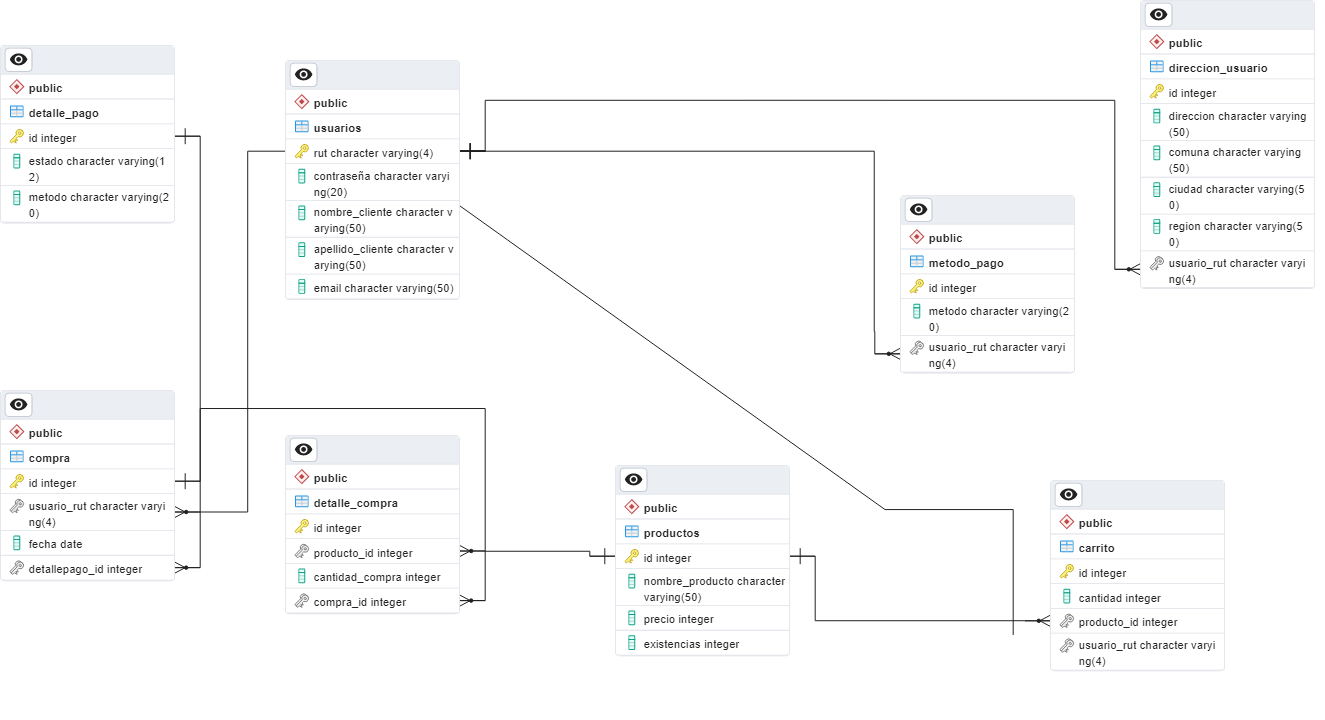 public
detalle_pago
id integer
estado character varying(1
2)
metodo character varying(2
0)
public
usuarios
rut character varying(4)
contraseña character varyi
ng(20)
nombre_cliente character v
arying(50)
apellido_cliente character v
arying(50)
email character varying(50)
public
direccion_usuario
id integer
direccion character varying
(50)
comuna character varying
(50)
ciudad character varying(5
0)
region character varying(5
0)
usuario_rut character varyi
ng(4)
public
metodo_pago
id integer
metodo character varying(2
0)
usuario_rut character varyi
ng(4)
public
compra
id integer
usuario_rut character varyi
ng(4)
fecha date
detallepago_id integer
public
detalle_compra
id integer
producto_id integer
cantidad_compra integer
compra_id integer
public
productos
id integer
nombre_producto character
varying(50)
precio integer
existencias integer
public
carrito
id integer
cantidad integer
producto_id integer
usuario_rut character varyi
ng(4)